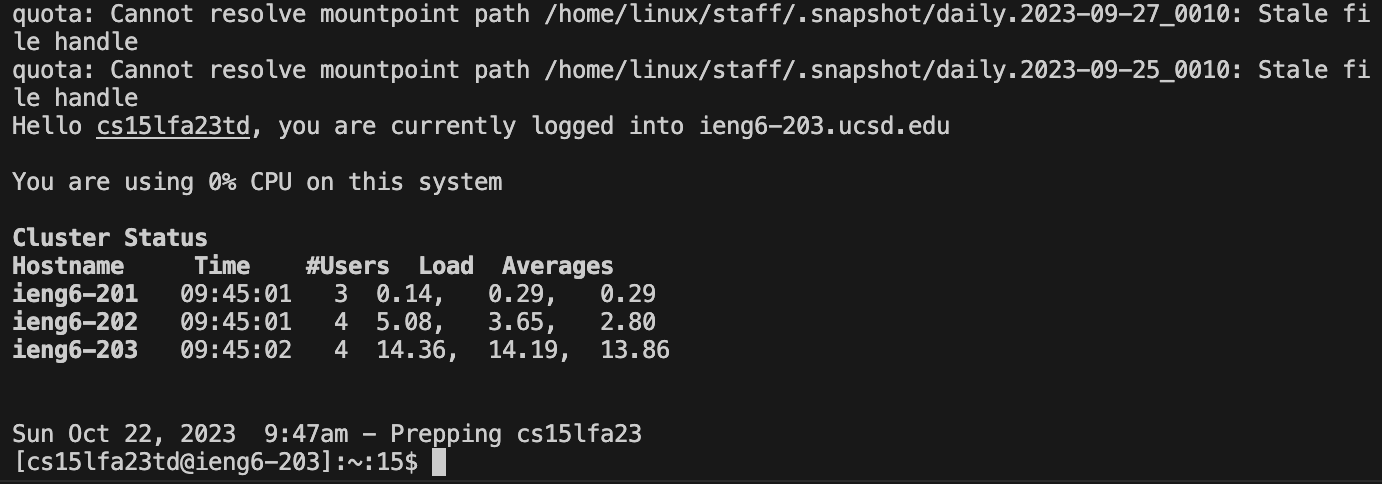 quota: Cannot resolve mountpoint path /home/linux/staff/.snapshot/daily.2023-09-27_0010: Stale fi
le handle
quota: Cannot resolve mountpoint path /home/linux/staff/.snapshot/daily.2023-09-25_0010: Stale fi
le handle
Hello cs15lfa23td, you are currently logged into ieng6-203.ucsd.edu
You are using 0% CPU on this system
Cluster Status
Hostname     Time    #Users  Load  Averages
ieng6-201   09:45:01   3  0.14,   0.29,   0.29
ieng6-202   09:45:01   4  5.08,   3.65,   2.80
ieng6-203   09:45:02   4  14.36,  14.19,  13.86
Sun Oct 22, 2023  9:47am - Prepping cs15lfa23
[cs15lfa23td@ieng6-203]:~:15$